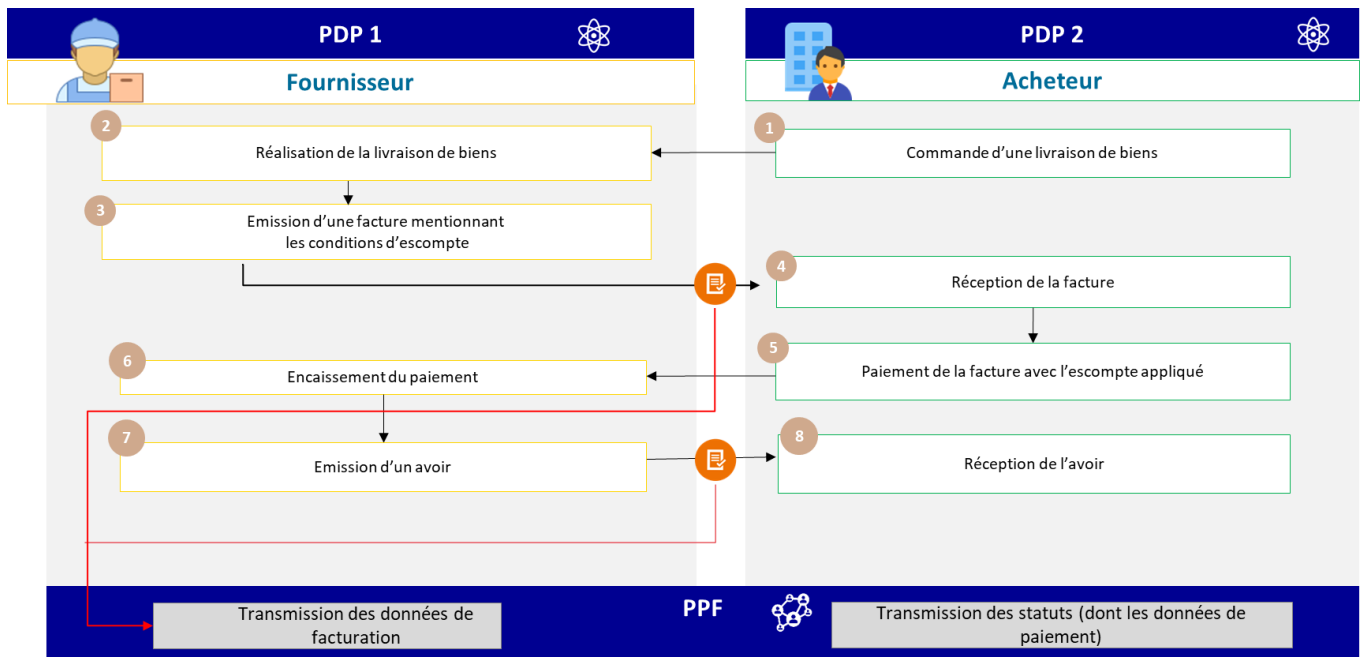 PDP 1
PDP 2
Fournisseur
Acheteur
2
Réalisation de la livraison de biens
1
Commande d’une livraison de biens
3
Emission d’une facture mentionnant
les conditions d’escompte
4
Réception de la facture
5
Paiement de la facture avec l’escompte appliqué
6
Encaissement du paiement
7
Emission d’un avoir
8
Réception de l’avoir
PPF
Transmission des données de
facturation
Transmission des statuts (dont les données de
paiement)